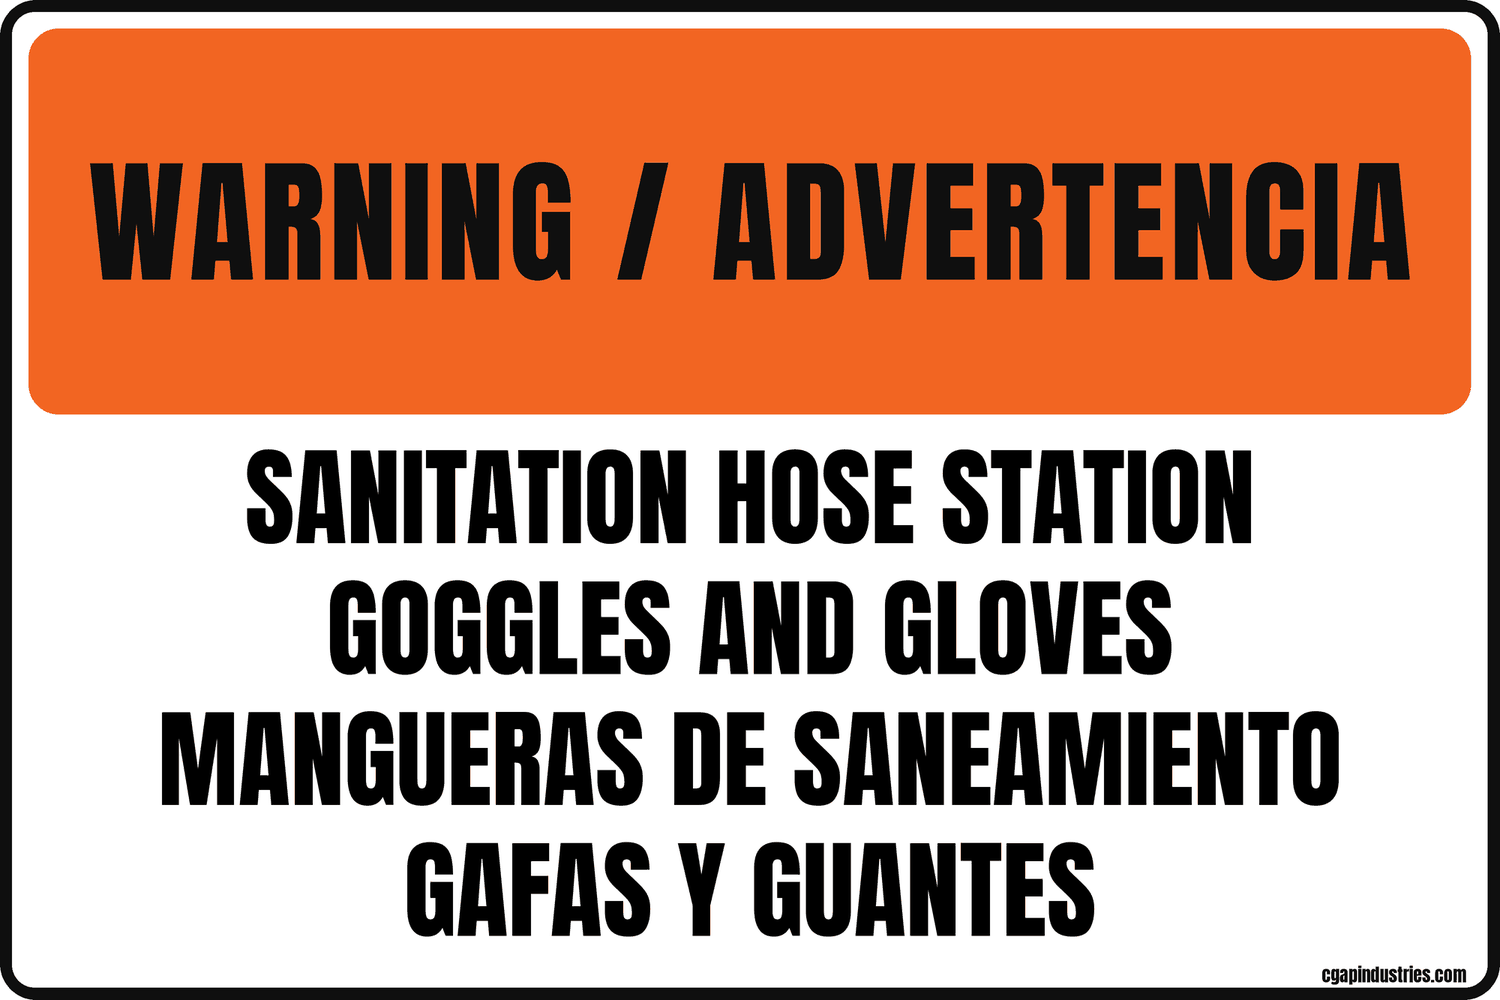 WARNING / ADVERTENCIA
SANITATION HOSE STATION
GOGGLES AND GLOVES
MANGUERAS DE SANEAMIENTO
GAFAS Y GUANTES
cgapindustries.com